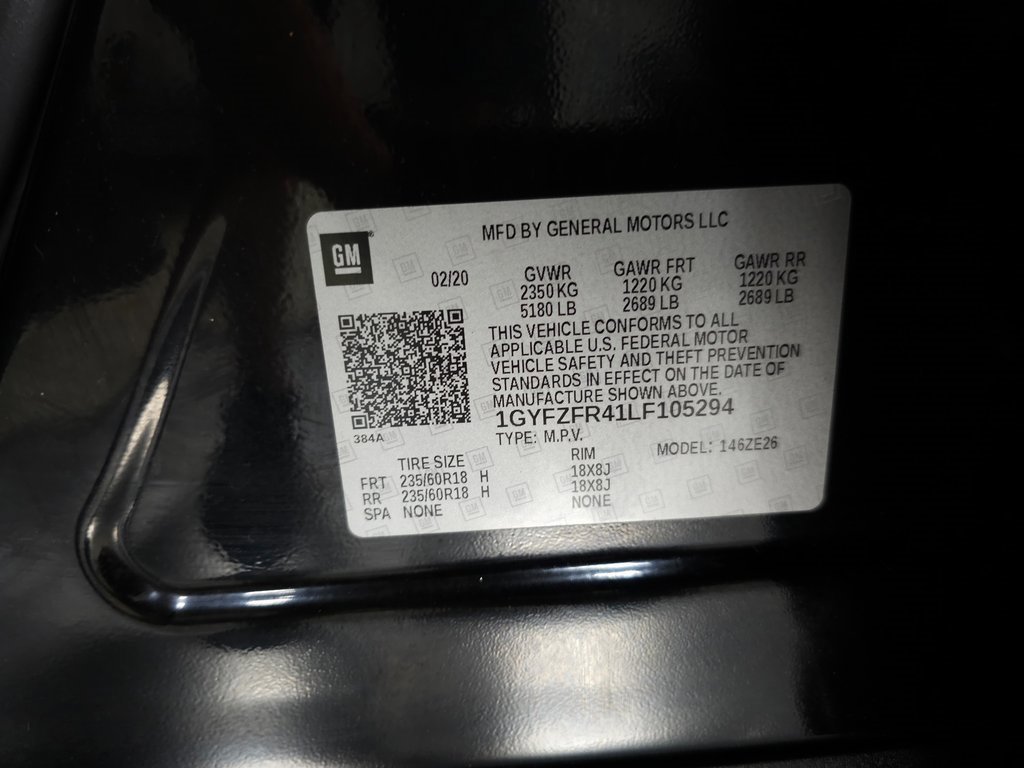 GM®
MFD BY GENERAL MOTORS LLC
02/20
GVWR
2350 KG
5180 LB
GAWR FRT
1220 KG
2689 LB
GAWR RR
1220 KG
2689 LB
THIS VEHICLE CONFORMS TO ALL
APPLICABLE U.S. FEDERAL MOTOR
VEHICLE SAFETY AND THEFT PREVENTION
STANDARDS IN EFFECT ON THE DATE OF
MANUFACTURE SHOWN ABOVE.
1GYFZFR41LF105294
384A
TYPE: M.P.V.
MODEL: 146ZE26
TIRE SIZE RIM
FRT 235/60R18 H 18X8J
RR 235/60R18 H 18X8J
SPA NONE NONE